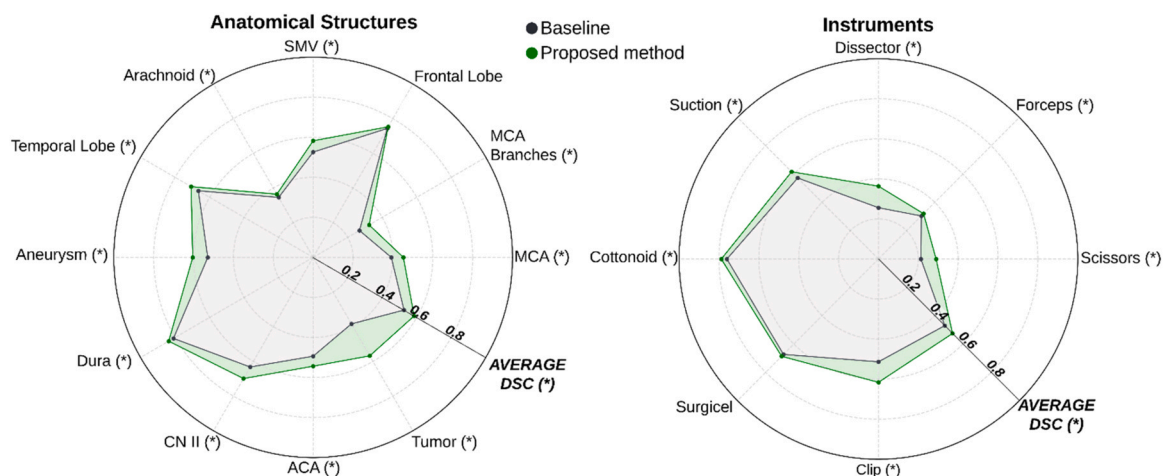 Anatomical Structures
SMV (*)
Arachnoid (*)
Frontal Lobe
Temporal Lobe (*)
MCA
Branches (*)
Aneurysm (*)
MCA (*)
0.2
0.4
0.6
0.8
Dura (*)
AVERAGE
DSC (*)
CN II (*)
Tumor (*)
ACA (*)
Baseline
Proposed method
Instruments
Dissector (*)
Suction (*)
Forceps (*)
Cottonoid (*)
Scissors (*)
0.2
0.4
0.6
0.8
Surgicel
AVERAGE
DSC (*)
Clip (*)